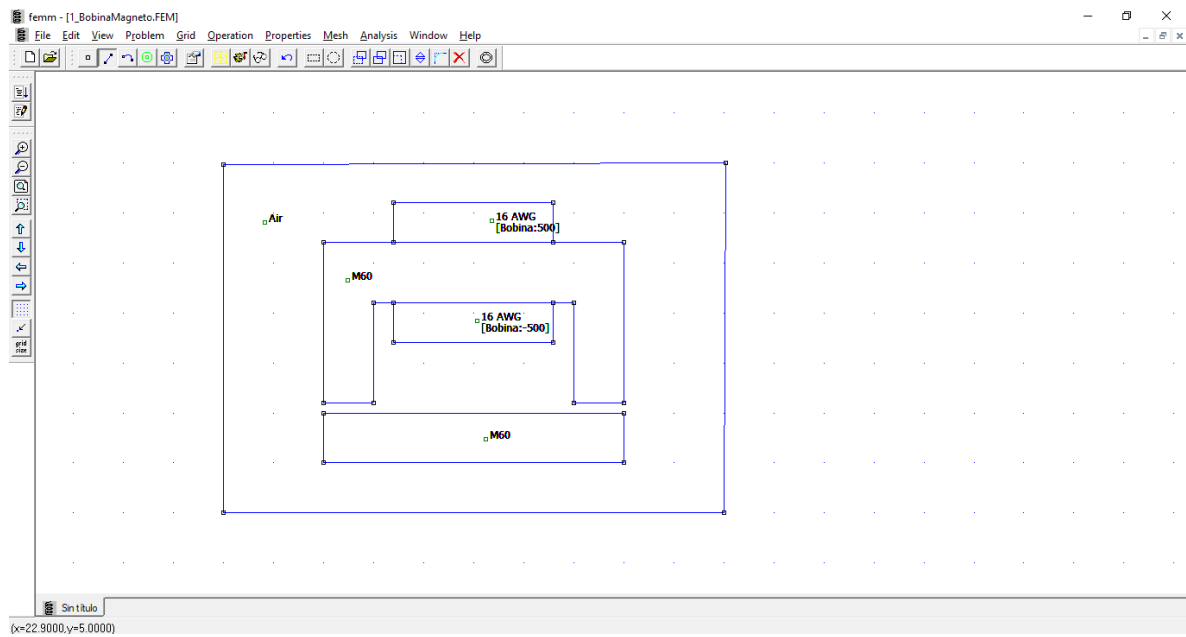 femm - [1_BobinaMagneto.FEM]
File Edit View Problem Grid Operation Properties Mesh Analysis Window Help
Air
16 AWG
[Bobina:500]
M60
16 AWG
[Bobina:-500]
grid
size
M60
Sin título
(x=22.9000,y=5.0000)